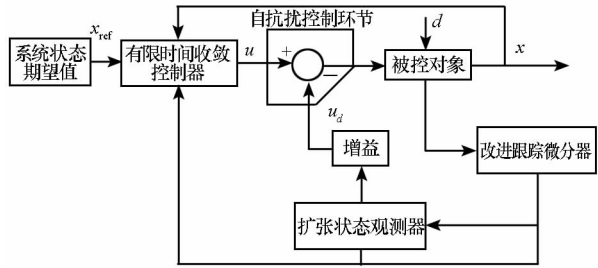 自抗扰控制环节
x_ref
d
系统状态
期望值
有限时间收敛
控制器
u
+
−
被控对象
x
u_d
增益
改进跟踪微分器
扩张状态观测器